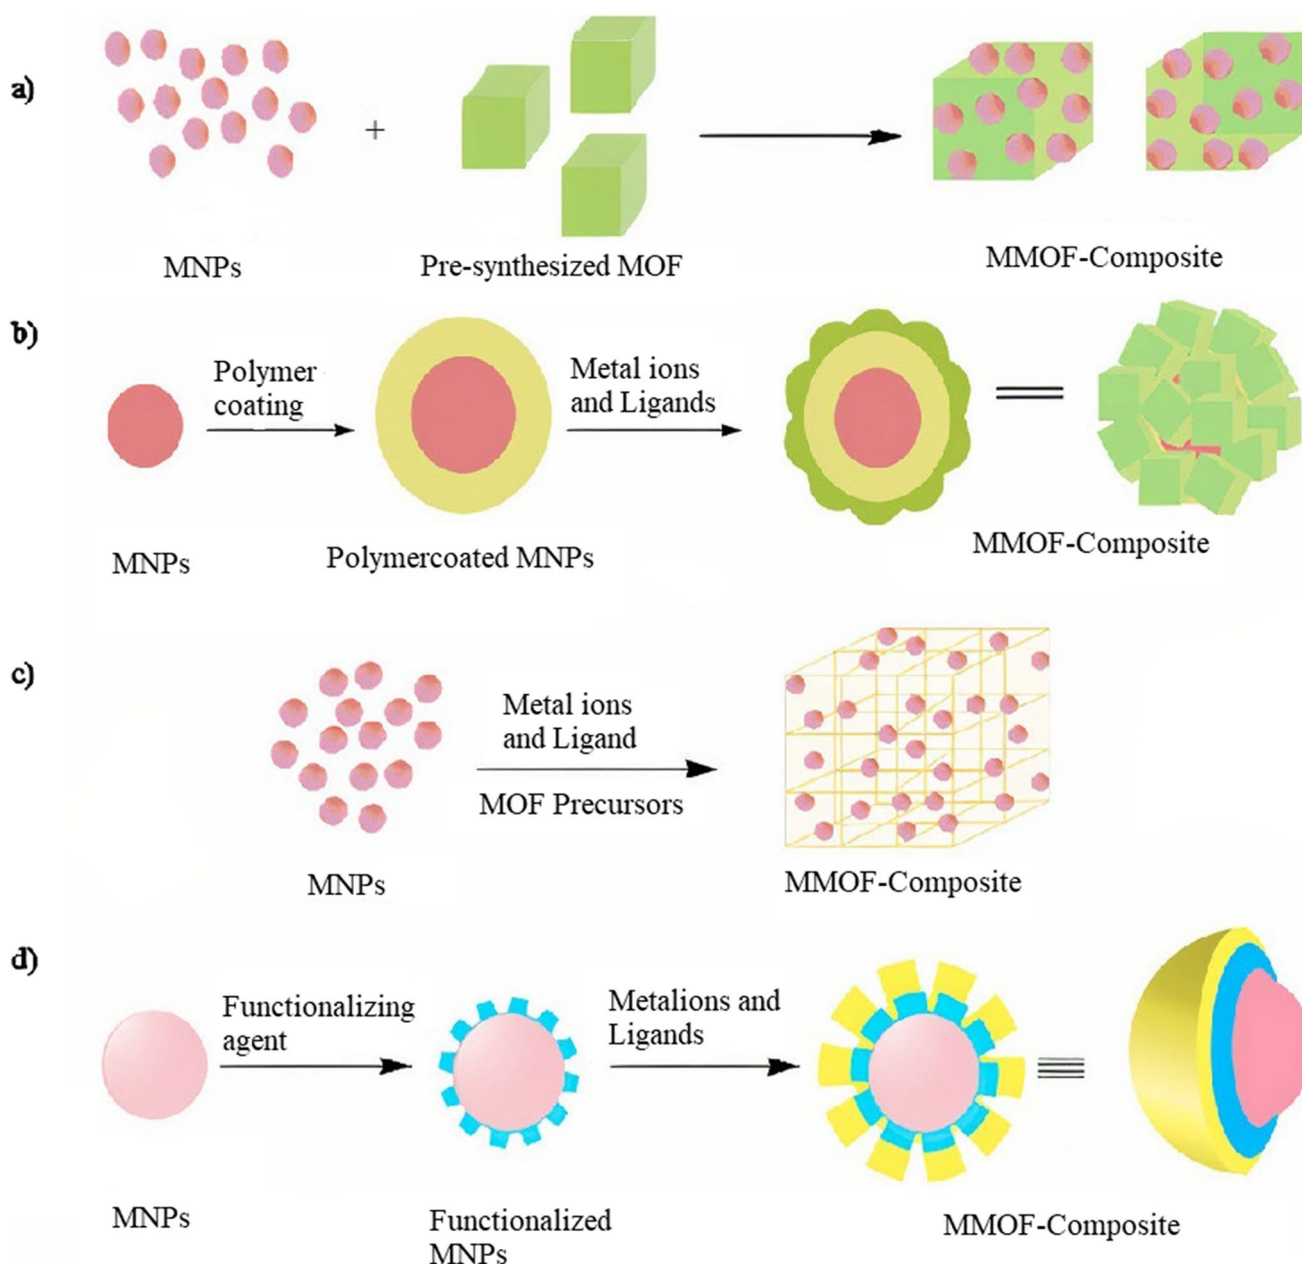 a)
+
MNPs
Pre-synthesized MOF
MMOF-Composite
b)
Polymer
coating
Metal ions
and Ligands
MNPs
Polymercoated MNPs
MMOF-Composite
c)
Metal ions
and Ligand
MOF Precursors
MNPs
MMOF-Composite
d)
Functionalizing
agent
Metalions and
Ligands
MNPs
Functionalized
MNPs
MMOF-Composite